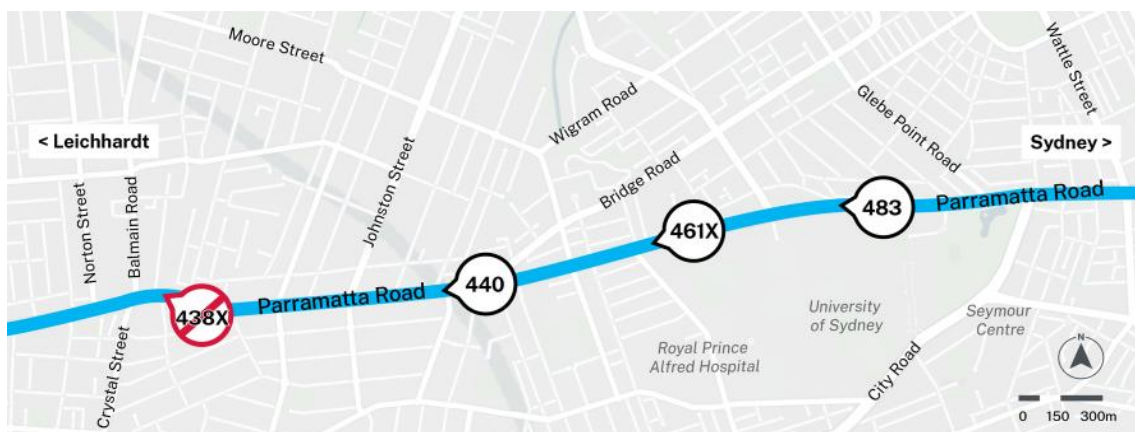 Moore Street
Wattle Street
< Leichhardt
Wigram Road
Glebe Point Road
Sydney >
Norton Street
Balmain Road
Johnston Street
Bridge Road
461X
483
Parramatta Road
438X
Parramatta Road
440
University
of Sydney
Seymour
Centre
Royal Prince
Alfred Hospital
Crystal Street
City Road
N
0 150 300m